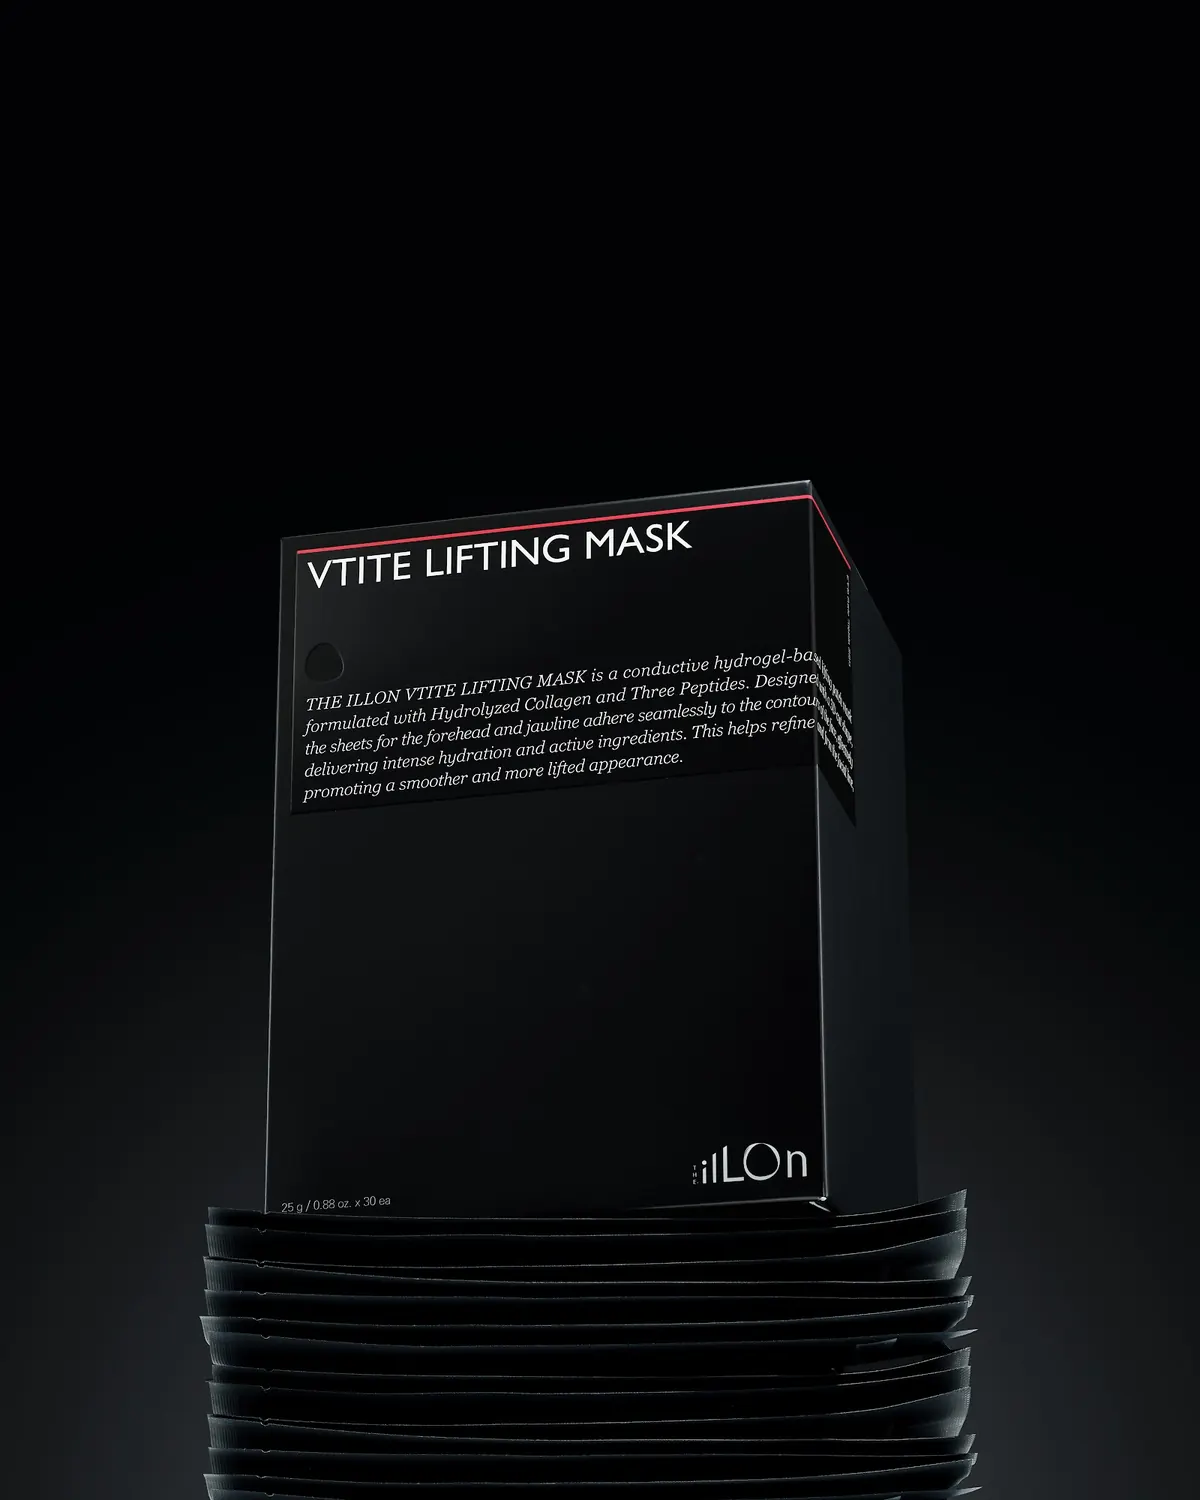 VTITE LIFTING MASK
THE ILLON VTITE LIFTING MASK is a conductive hydrogel-based
formulated with Hydrolyzed Collagen and Three Peptides. Designe
the sheets for the forehead and jawline adhere seamlessly to the contou
delivering intense hydration and active ingredients. This helps refine
promoting a smoother and more lifted appearance.
THE illOn
25 g / 0.88 oz. x 30 ea